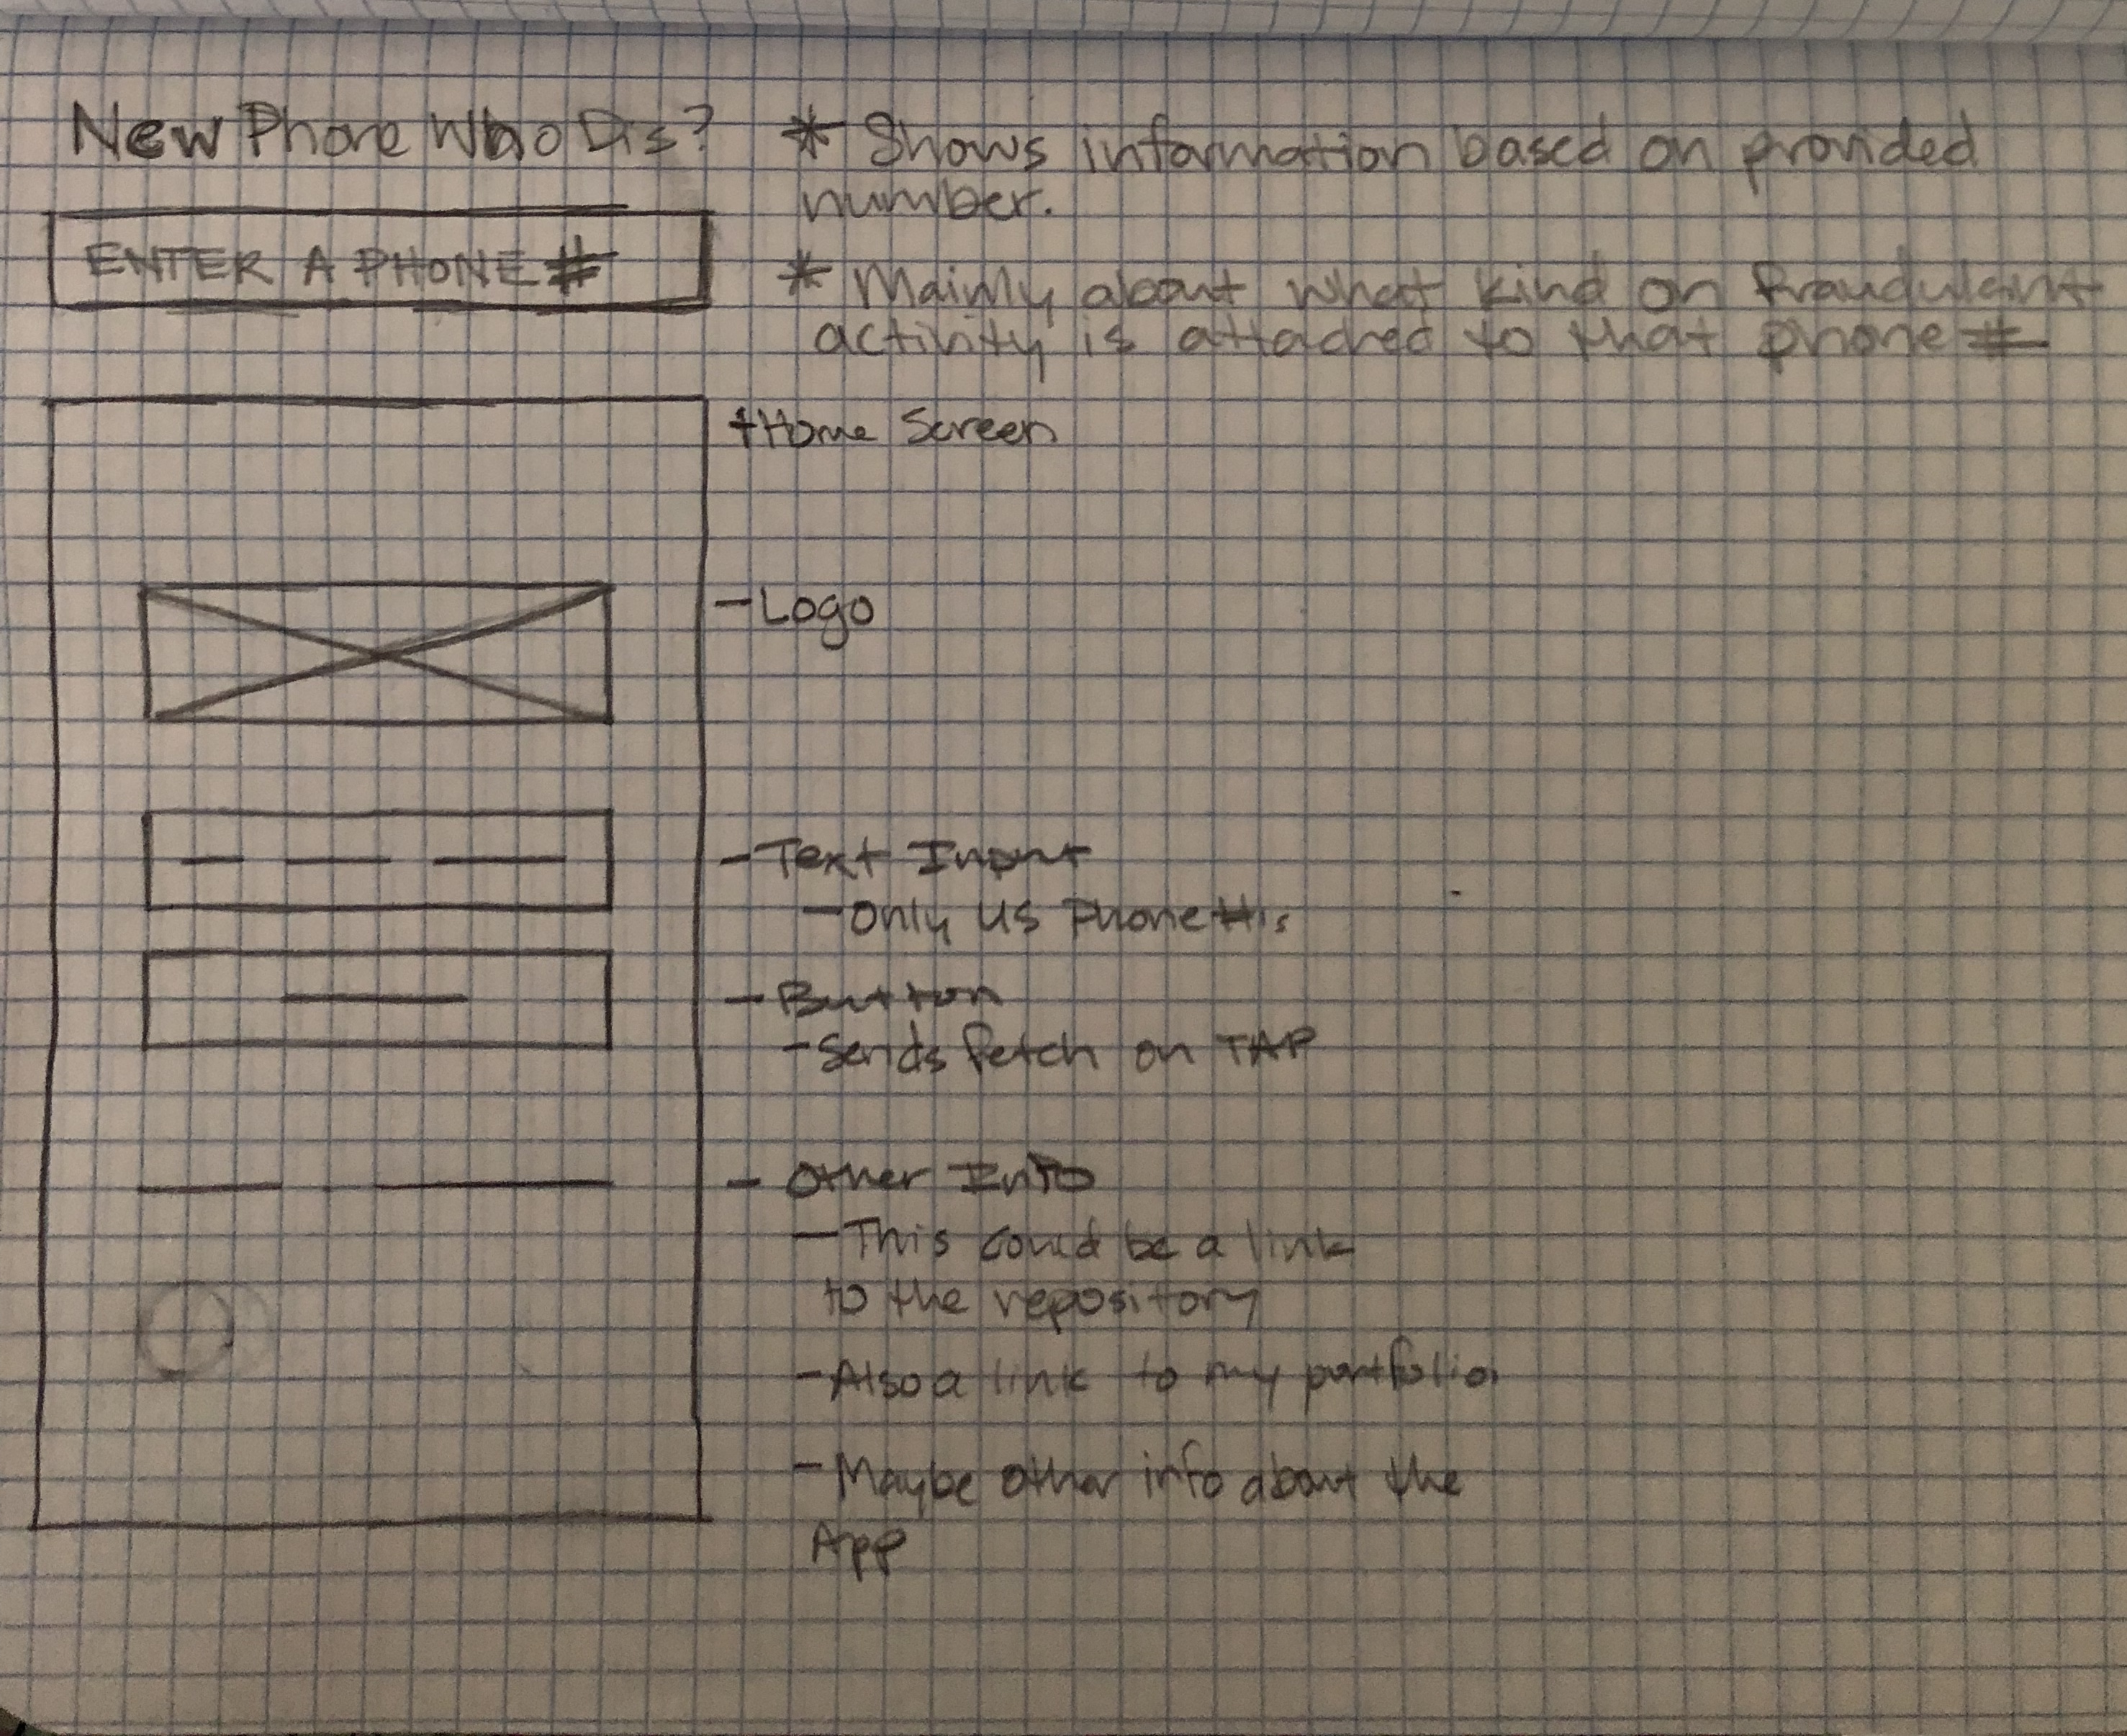 New Phone Who Dis?
ENTER A PHONE #
* Shows information based on provided
number.
* Mainly about what kind on fraudulent
activity is attached to that phone #
+Home Screen
-Logo
-Text Input
-Only US Phone #'s
-Button
-Sends fetch on TAP
- Other Info
-This could be a link
to the repository
-Also a link to my portfolio.
-Maybe other info about the
App